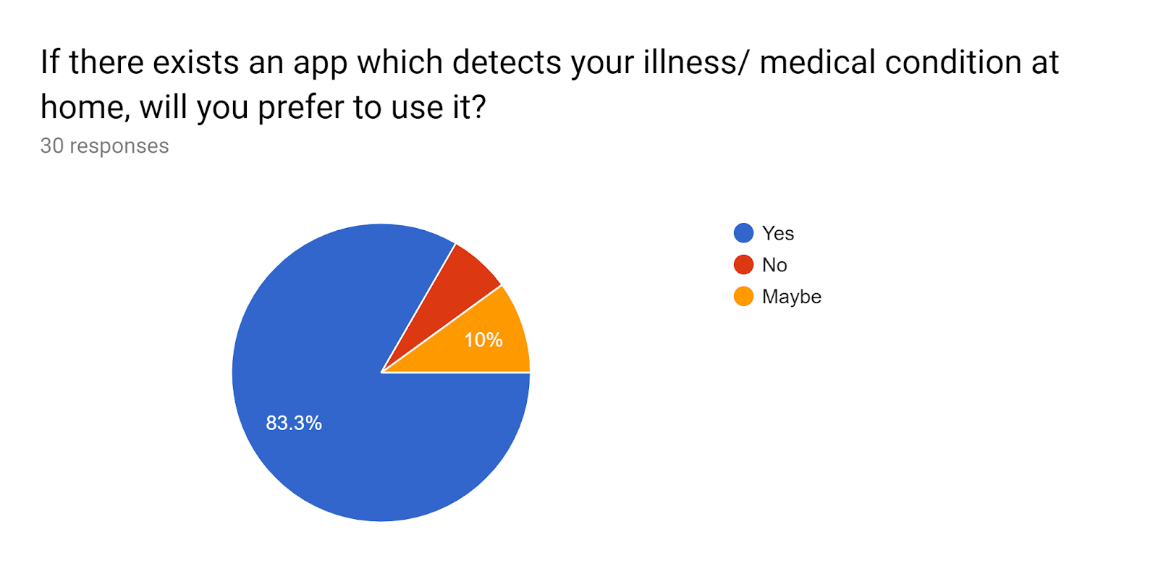 If there exists an app which detects your illness/ medical condition at
home, will you prefer to use it?
30 responses
Yes
No
Maybe
10%
83.3%